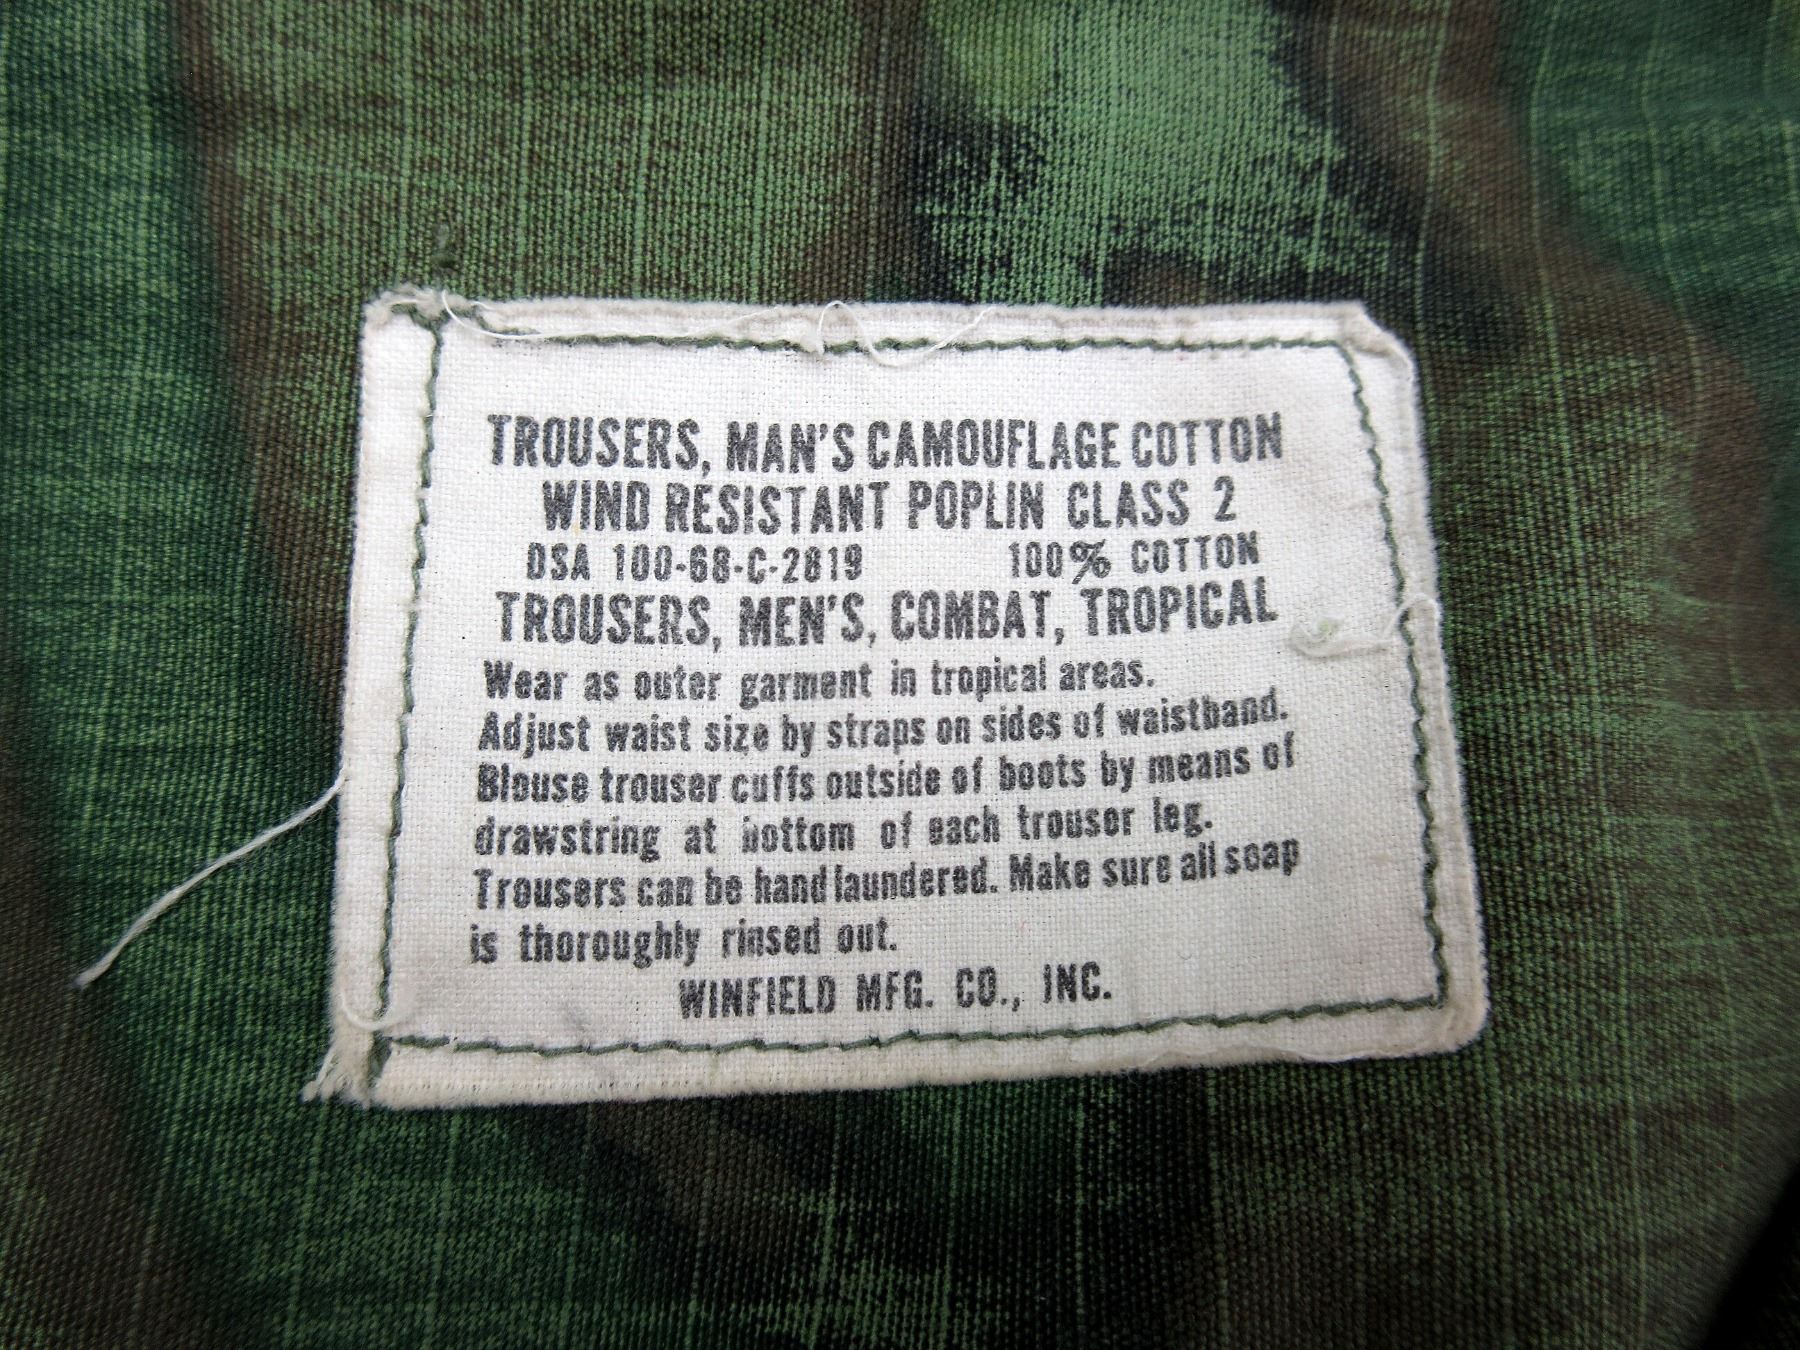 TROUSERS, MAN'S CAMOUFLAGE COTTON
WIND RESISTANT POPLIN CLASS 2
DSA 100-68-C-2819 100% COTTON
TROUSERS, MEN'S, COMBAT, TROPICAL
Wear as outer garment in tropical areas.
Adjust waist size by straps on sides of waistband.
Blouse trouser cuffs outside of boots by means of
drawstring at bottom of each trouser leg.
Trousers can be hand laundered. Make sure all soap
is thoroughly rinsed out.
WINFIELD MFG. CO., INC.